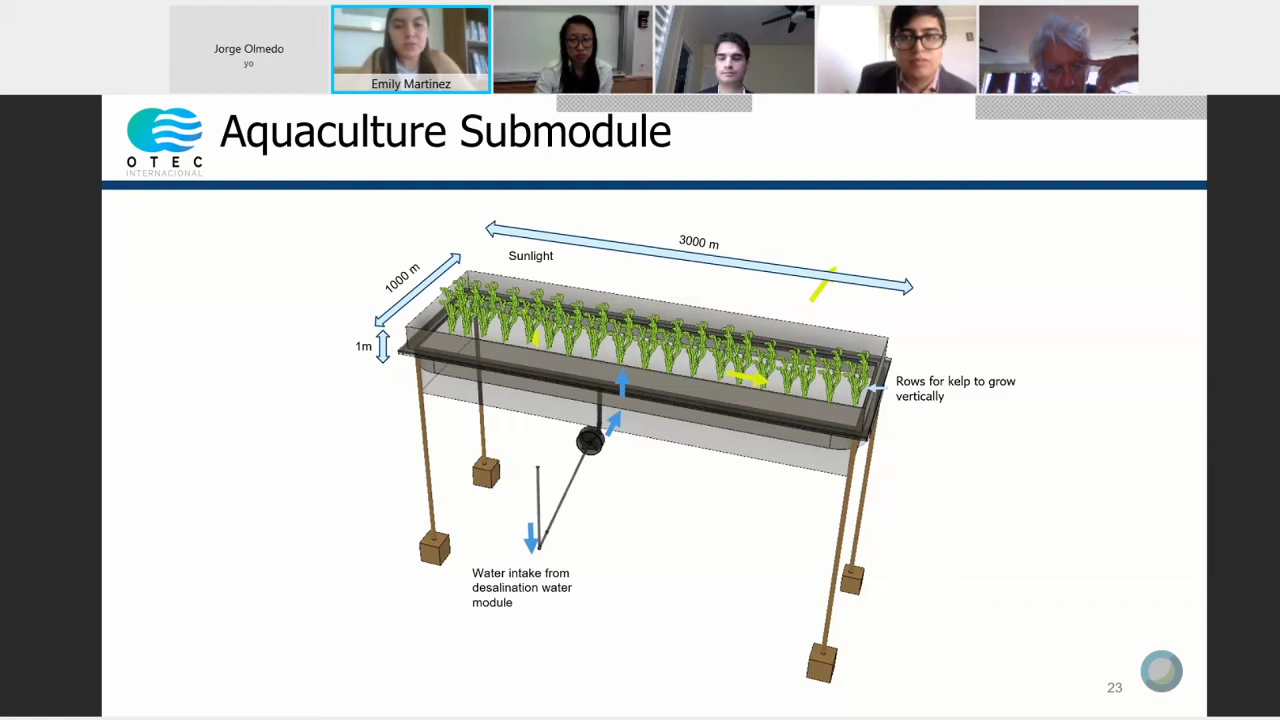 Jorge Olmedo
yo
Emily Martinez
OTEC
INTERNACIONAL
Aquaculture Submodule
3000 m
Sunlight
1000 m
1m
Rows for kelp to grow
vertically
Water intake from
desalination water
module
23